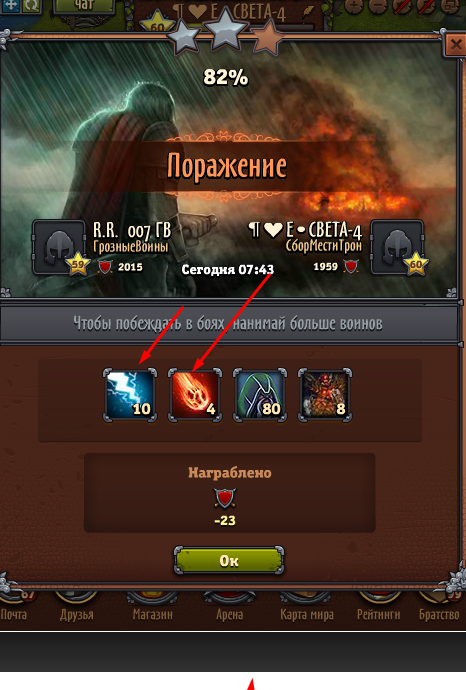 чат
¶ ❤ Е • СВЕТА-4
60
82%
Поражение
R.R. 007 ГВ
ГрозныеВоины
59
2015
¶ ❤ Е • СВЕТА-4
СборМестиТрон
1959
60
Сегодня 07:43
Чтобы побеждать в боях, нанимай больше воинов
10 4 80 8
Награблено
-23
Ок
Почта Друзья Магазин Арена Карта мира Рейтинги Братство